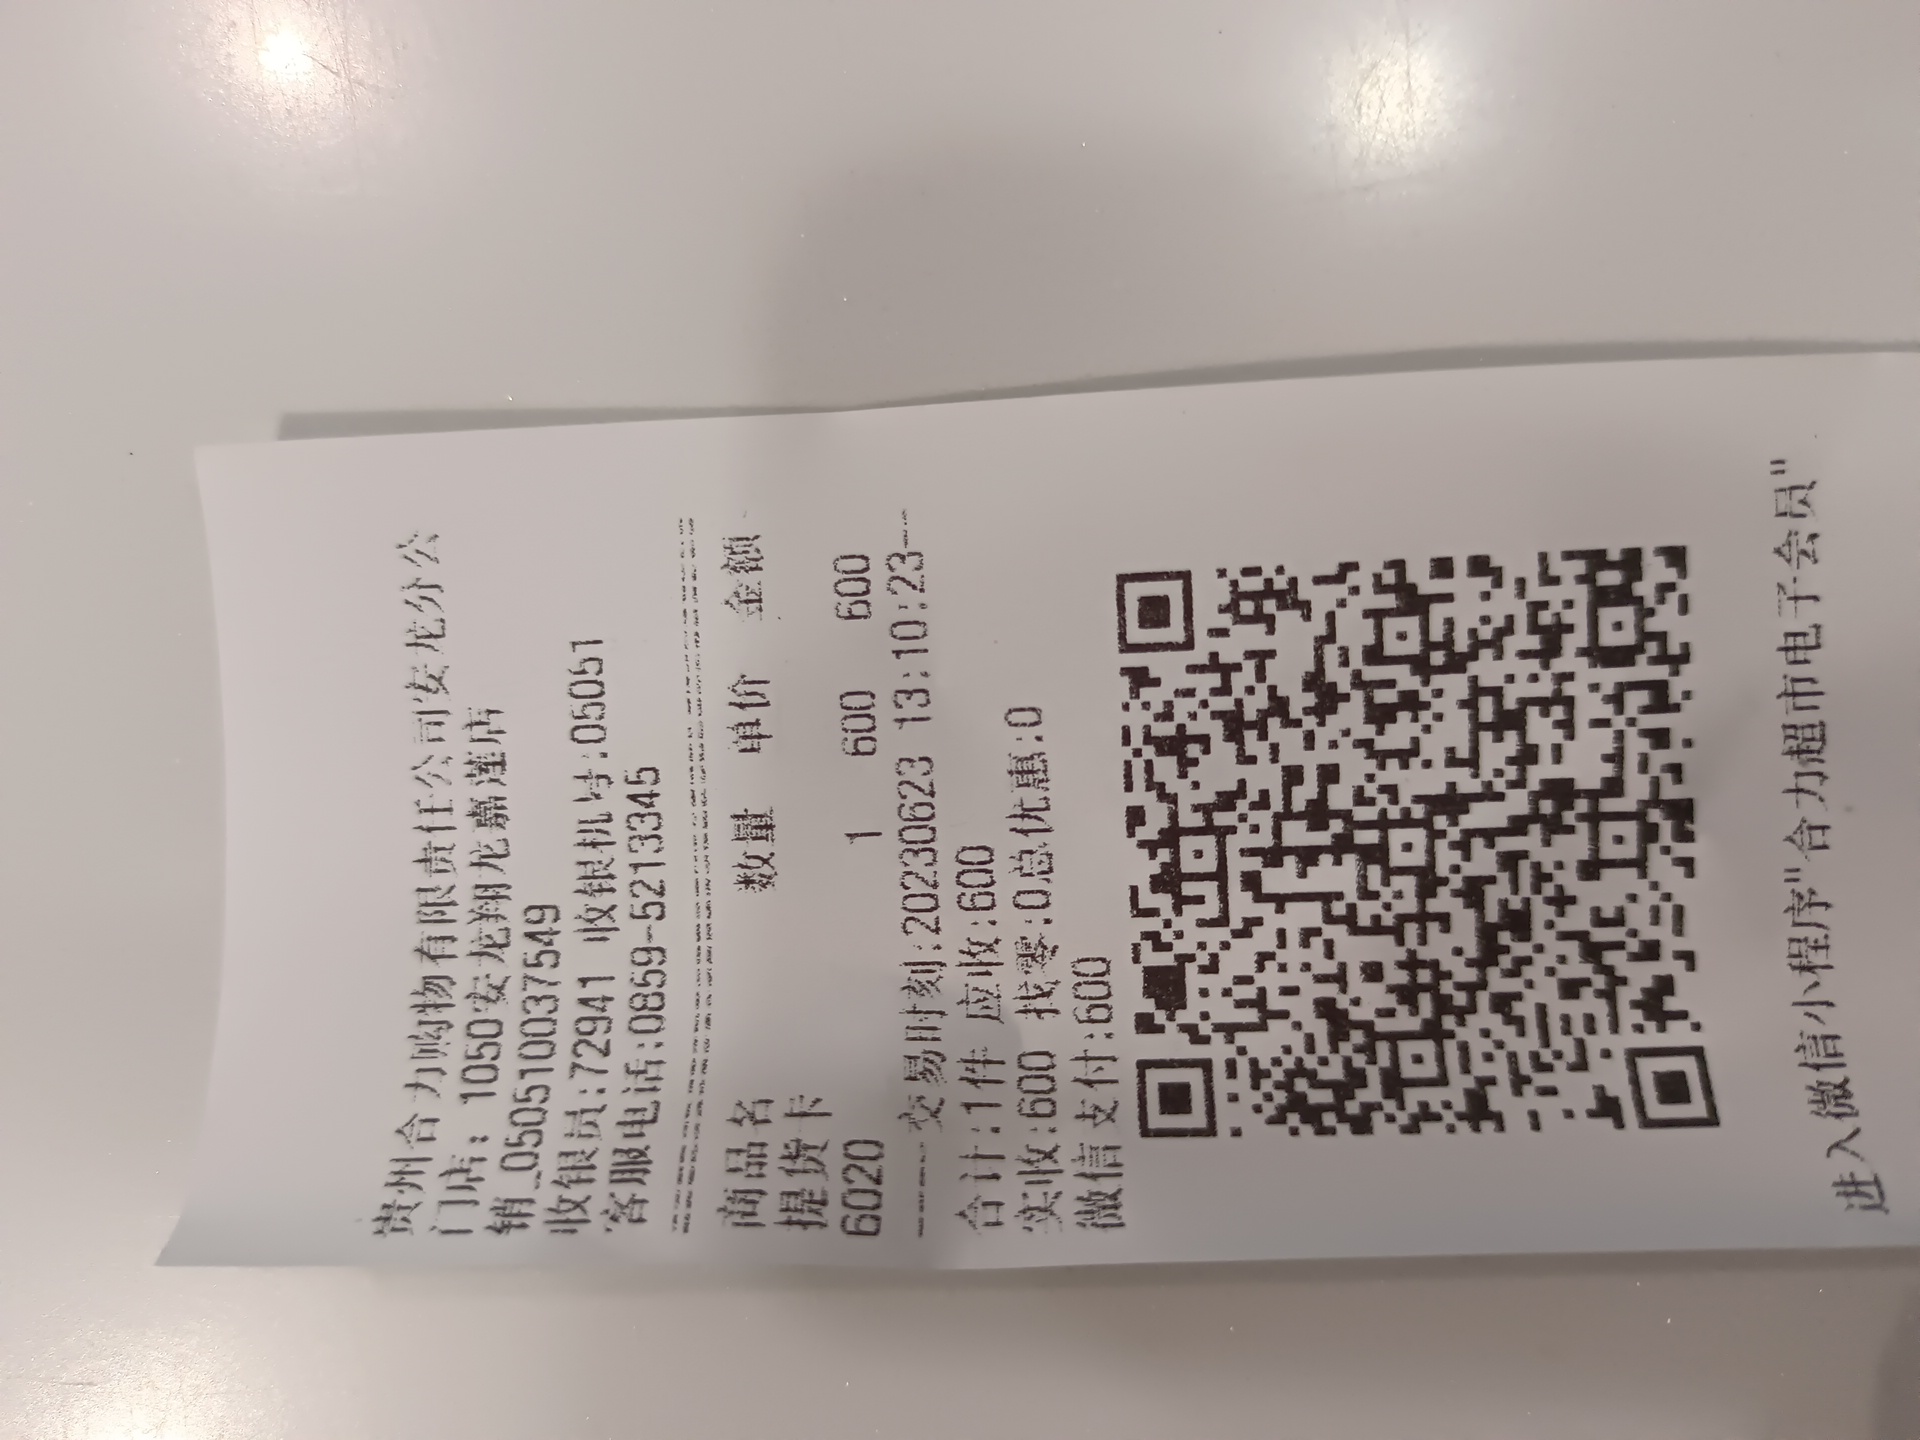 贵州合力购物有限责任公司安龙分公
门店: 1050安龙翔龙嘉莲店
销_050510037549
收银员:72941 收银机号:05051
客服电话:0859-5213345
商品名 数量 单价 金额
提货卡
6020 1 600 600
交易时刻:20230623 13:10:23
合计:1件 应收:600
实收:600 找零:0总优惠:0
微信支付:600
进入微信小程序"合力超市电子会员"